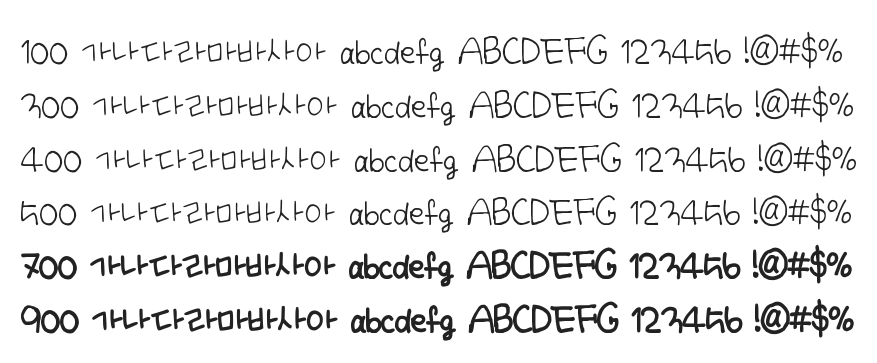 100 가나다라마바사아 abcdefg ABCDEFG 123456 !@#$%
300 가나다라마바사아 abcdefg ABCDEFG 123456 !@#$%
400 가나다라마바사아 abcdefg ABCDEFG 123456 !@#$%
500 가나다라마바사아 abcdefg ABCDEFG 123456 !@#$%
700 가나다라마바사아 abcdefg ABCDEFG 123456 !@#$%
900 가나다라마바사아 abcdefg ABCDEFG 123456 !@#$%